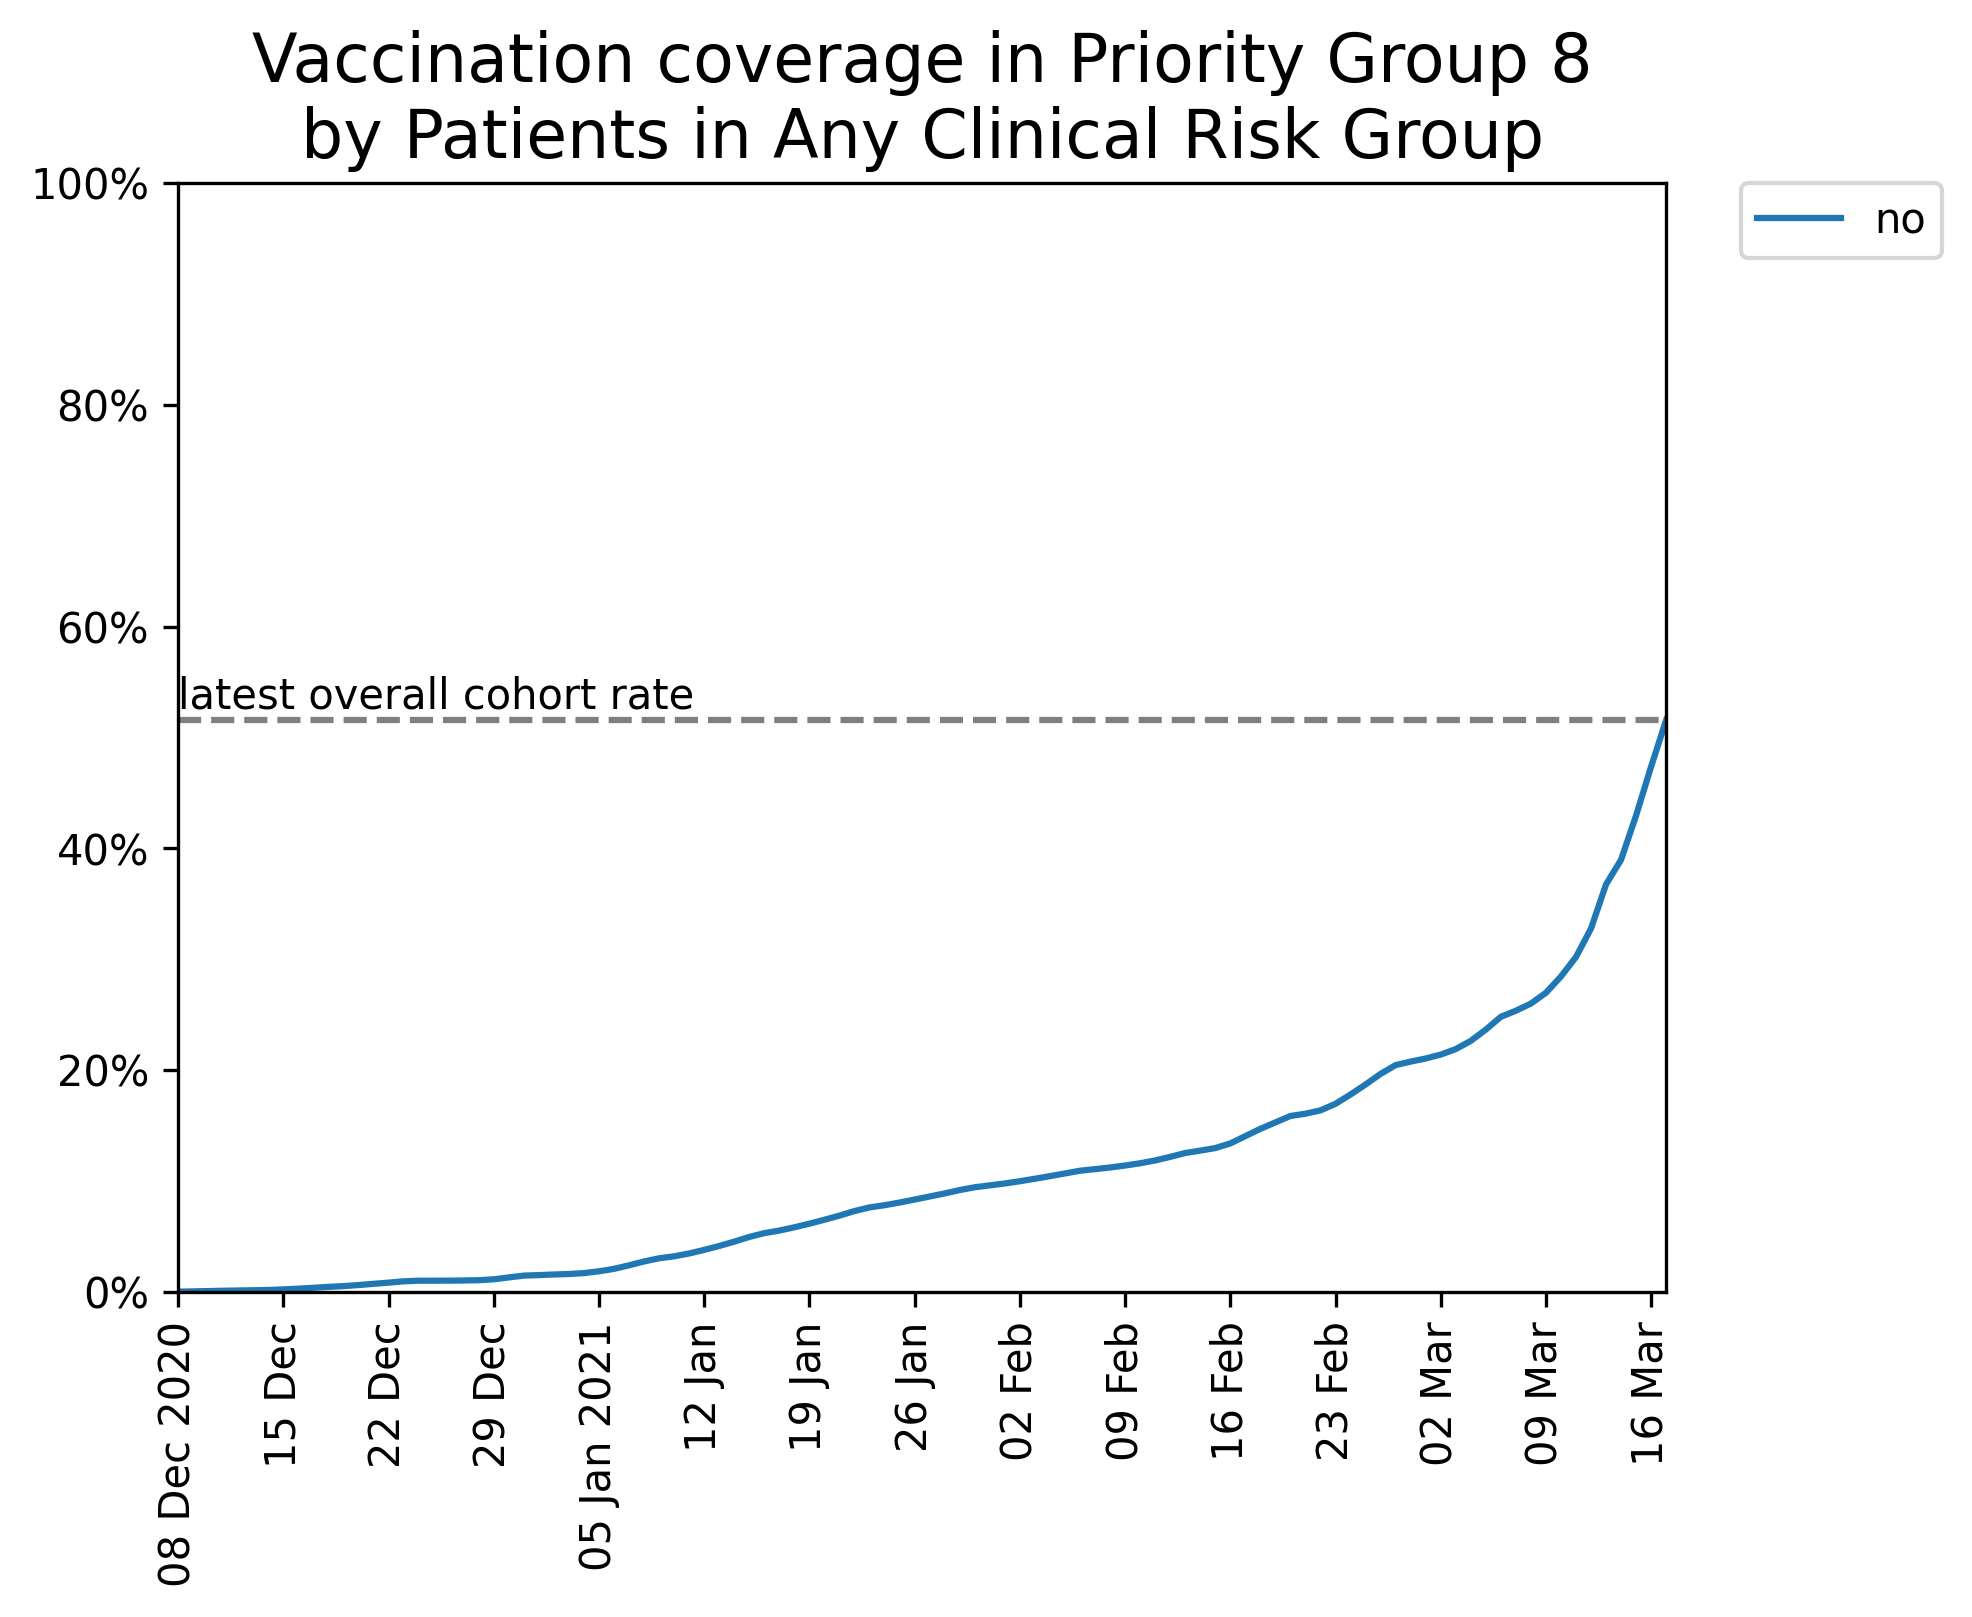 Vaccination coverage in Priority Group 8
by Patients in Any Clinical Risk Group
100%
80%
60%
40%
20%
0%
latest overall cohort rate
no
08 Dec 2020
15 Dec
22 Dec
29 Dec
05 Jan 2021
12 Jan
19 Jan
26 Jan
02 Feb
09 Feb
16 Feb
23 Feb
02 Mar
09 Mar
16 Mar